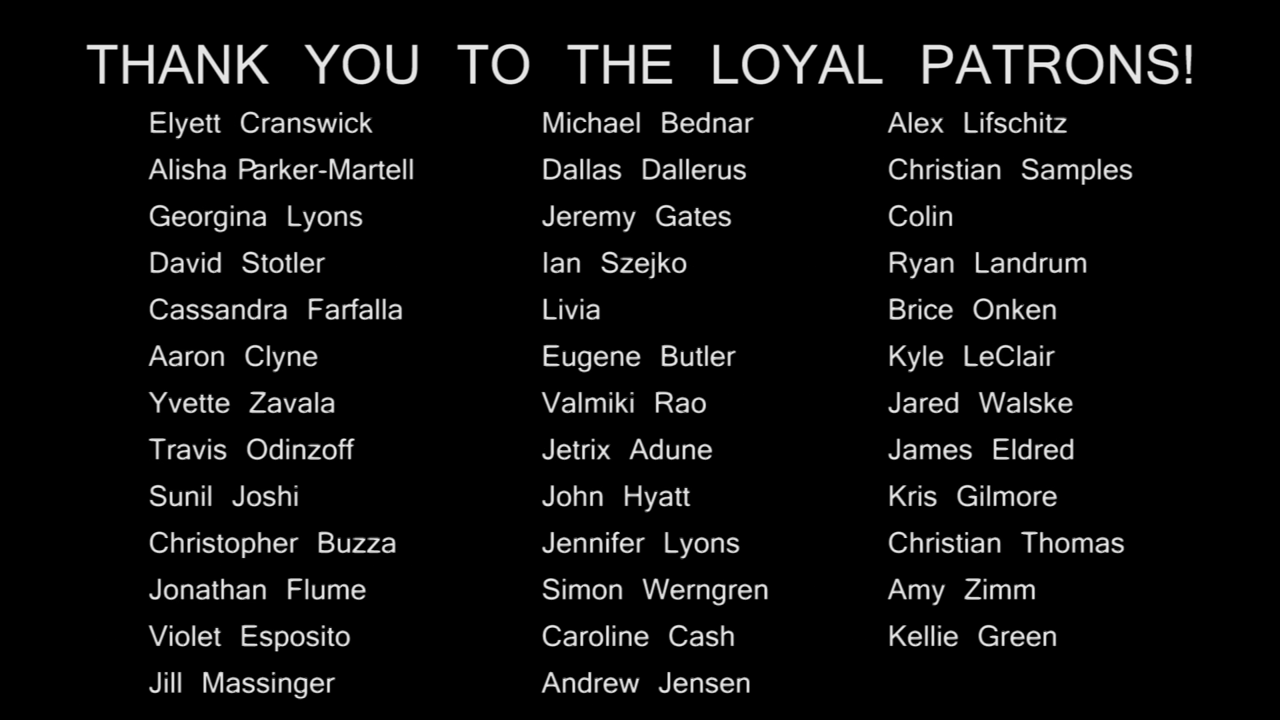 THANK YOU TO THE LOYAL PATRONS!
Elyett Cranswick
Alisha Parker-Martell
Georgina Lyons
David Stotler
Cassandra Farfalla
Aaron Clyne
Yvette Zavala
Travis Odinzoff
Sunil Joshi
Christopher Buzza
Jonathan Flume
Violet Esposito
Jill Massinger
Michael Bednar
Dallas Dallerus
Jeremy Gates
Ian Szejko
Livia
Eugene Butler
Valmiki Rao
Jetrix Adune
John Hyatt
Jennifer Lyons
Simon Werngren
Caroline Cash
Andrew Jensen
Alex Lifschitz
Christian Samples
Colin
Ryan Landrum
Brice Onken
Kyle LeClair
Jared Walske
James Eldred
Kris Gilmore
Christian Thomas
Amy Zimm
Kellie Green